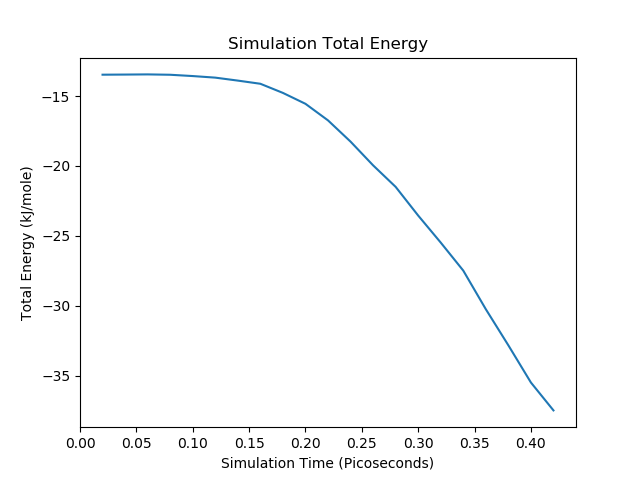 Simulation Total Energy
Total Energy (kJ/mole)
−15
−20
−25
−30
−35
0.00 0.05 0.10 0.15 0.20 0.25 0.30 0.35 0.40
Simulation Time (Picoseconds)